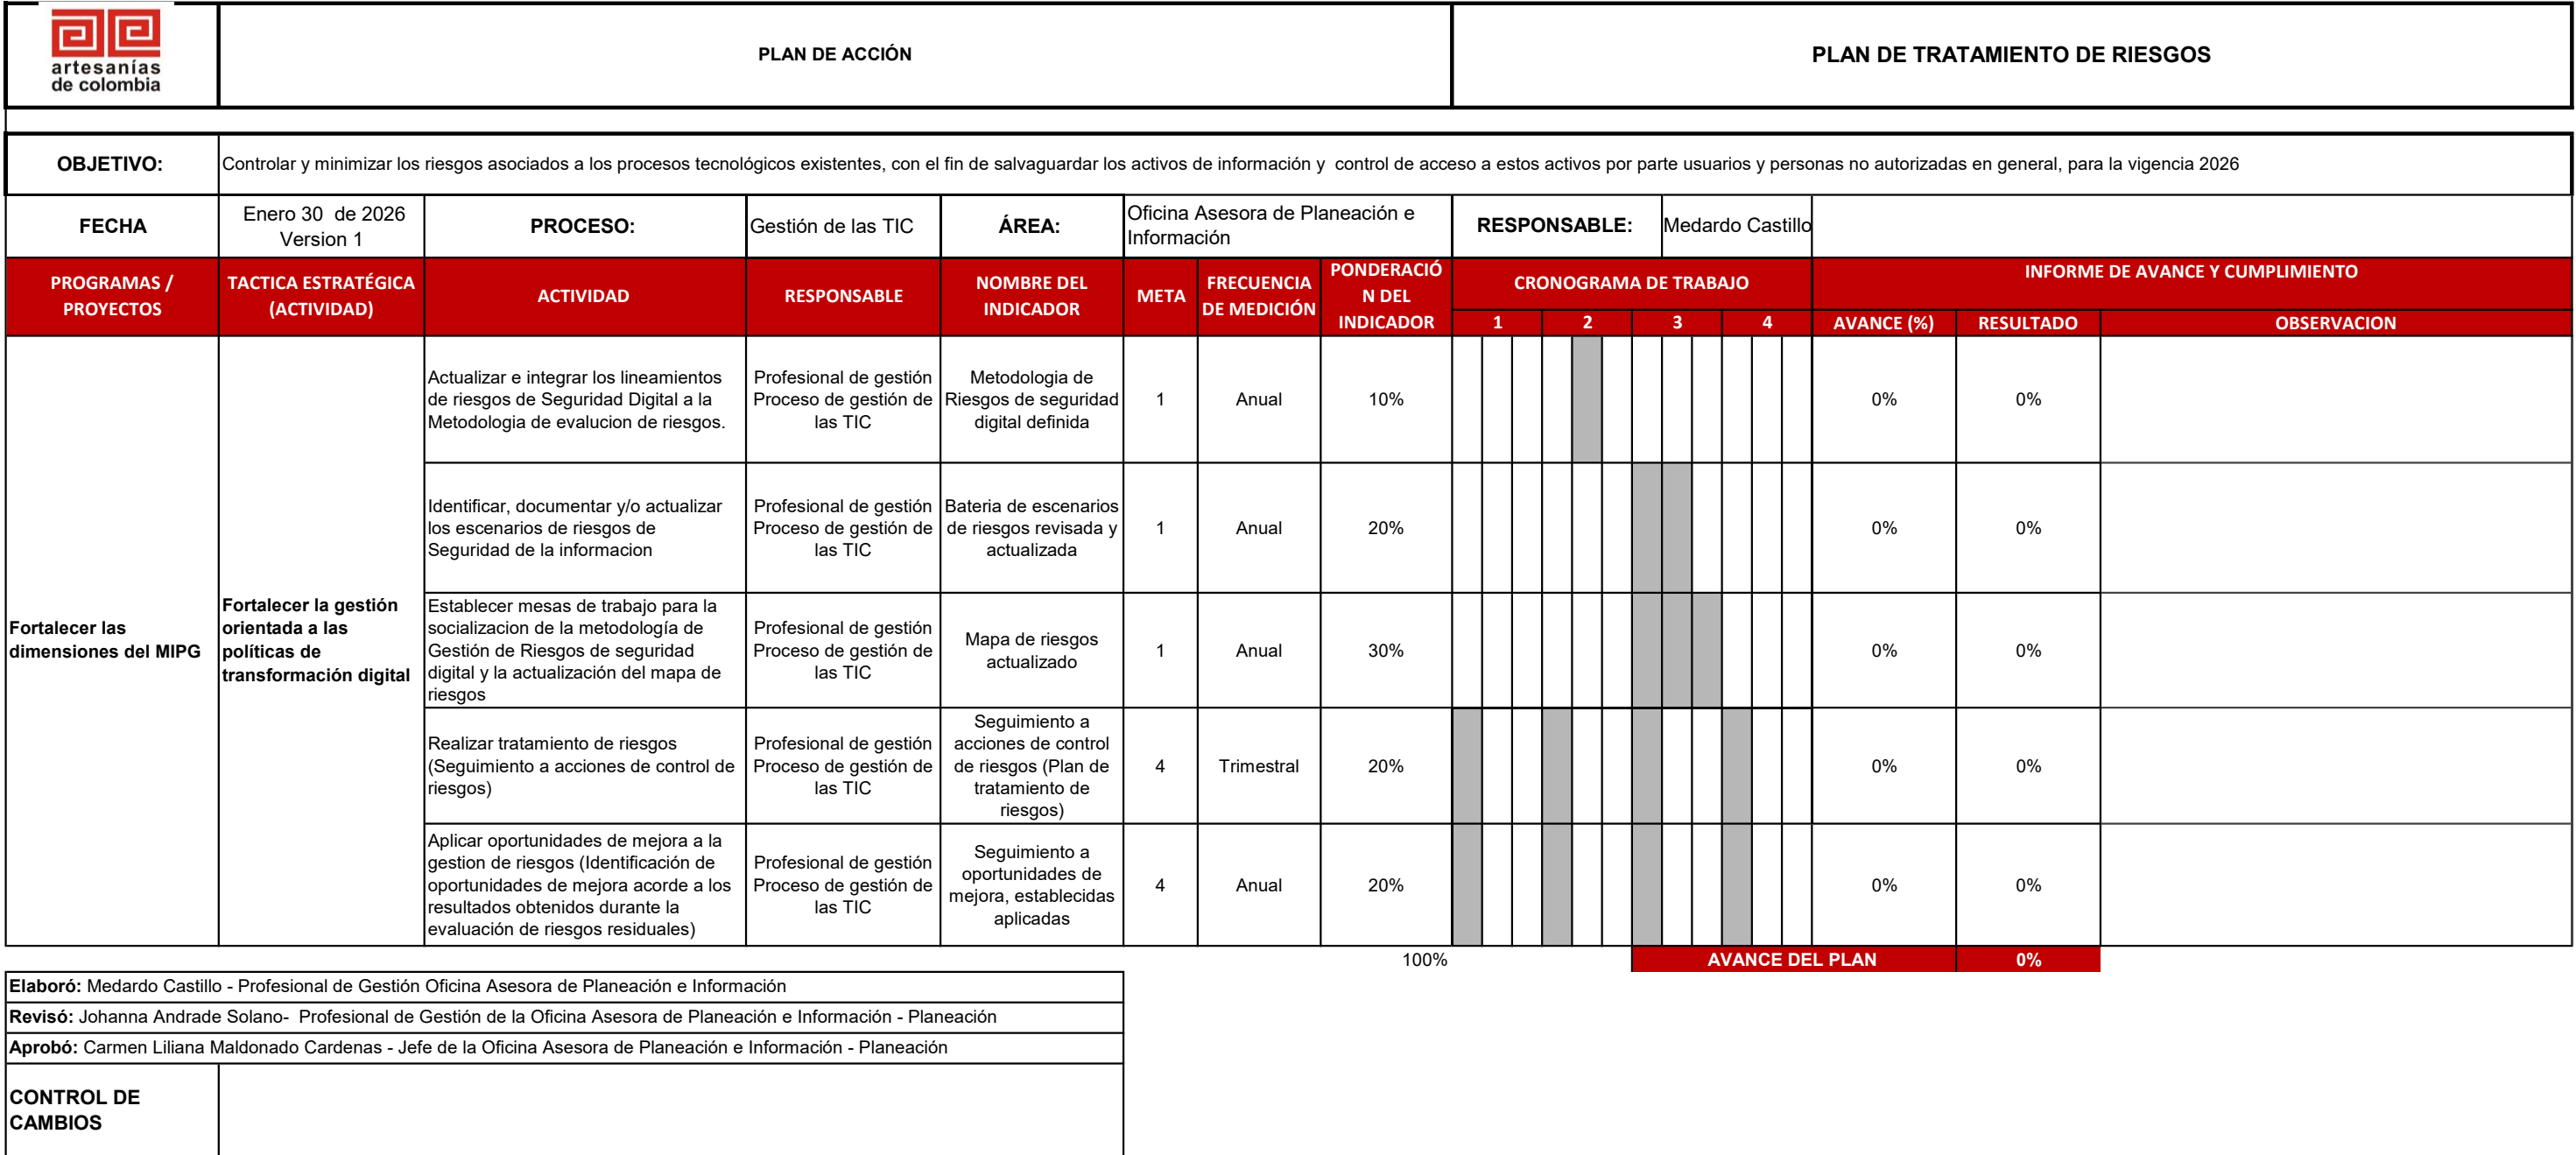 artesanías
de colombia
PLAN DE ACCIÓN
PLAN DE TRATAMIENTO DE RIESGOS
OBJETIVO:
Controlar y minimizar los riesgos asociados a los procesos tecnológicos existentes, con el fin de salvaguardar los activos de información y  control de acceso a estos activos por parte usuarios y personas no autorizadas en general, para la vigencia 2026
FECHA
Enero 30  de 2026
Version 1
PROCESO:
Gestión de las TIC
ÁREA:
Oficina Asesora de Planeación e
Información
RESPONSABLE:
Medardo Castillo
PROGRAMAS /
PROYECTOS
TACTICA ESTRATÉGICA
(ACTIVIDAD)
ACTIVIDAD
RESPONSABLE
NOMBRE DEL
INDICADOR
META
FRECUENCIA
DE MEDICIÓN
PONDERACIÓ
N DEL
INDICADOR
CRONOGRAMA DE TRABAJO
1
2
3
4
INFORME DE AVANCE Y CUMPLIMIENTO
AVANCE (%)
RESULTADO
OBSERVACION
Fortalecer las
dimensiones del MIPG
Fortalecer la gestión
orientada a las
políticas de
transformación digital
Actualizar e integrar los lineamientos
de riesgos de Seguridad Digital a la
Metodologia de evalucion de riesgos.
Profesional de gestión
Proceso de gestión de
las TIC
Metodologia de
Riesgos de seguridad
digital definida
1
Anual
10%
0%
0%
Identificar, documentar y/o actualizar
los escenarios de riesgos de
Seguridad de la informacion
Profesional de gestión
Proceso de gestión de
las TIC
Bateria de escenarios
de riesgos revisada y
actualizada
1
Anual
20%
0%
0%
Establecer mesas de trabajo para la
socializacion de la metodología de
Gestión de Riesgos de seguridad
digital y la actualización del mapa de
riesgos
Profesional de gestión
Proceso de gestión de
las TIC
Mapa de riesgos
actualizado
1
Anual
30%
0%
0%
Realizar tratamiento de riesgos
(Seguimiento a acciones de control de
riesgos)
Profesional de gestión
Proceso de gestión de
las TIC
Seguimiento a
acciones de control
de riesgos (Plan de
tratamiento de
riesgos)
4
Trimestral
20%
0%
0%
Aplicar oportunidades de mejora a la
gestion de riesgos (Identificación de
oportunidades de mejora acorde a los
resultados obtenidos durante la
evaluación de riesgos residuales)
Profesional de gestión
Proceso de gestión de
las TIC
Seguimiento a
oportunidades de
mejora, establecidas
aplicadas
4
Anual
20%
0%
0%
100%
AVANCE DEL PLAN
0%
Elaboró: Medardo Castillo - Profesional de Gestión Oficina Asesora de Planeación e Información
Revisó: Johanna Andrade Solano-  Profesional de Gestión de la Oficina Asesora de Planeación e Información - Planeación
Aprobó: Carmen Liliana Maldonado Cardenas - Jefe de la Oficina Asesora de Planeación e Información - Planeación
CONTROL DE
CAMBIOS